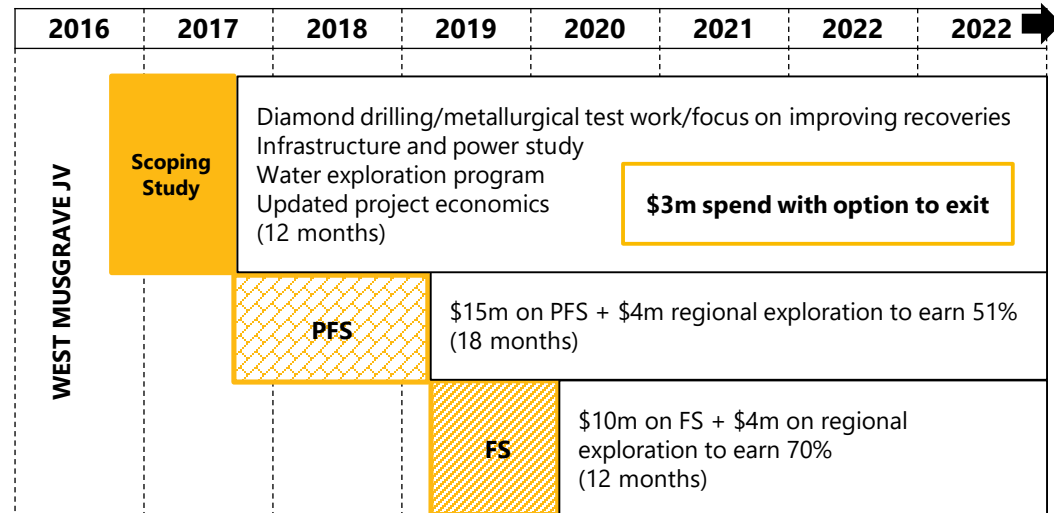 2016 2017 2018 2019 2020 2021 2022 2022
WEST MUSGRAVE JV
Scoping
Study
Diamond drilling/metallurgical test work/focus on improving recoveries
Infrastructure and power study
Water exploration program
Updated project economics
(12 months)
$3m spend with option to exit
PFS
$15m on PFS + $4m regional exploration to earn 51%
(18 months)
FS
$10m on FS + $4m on regional
exploration to earn 70%
(12 months)